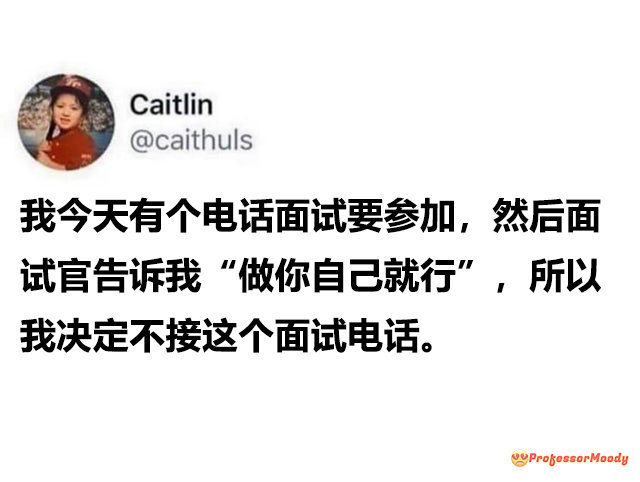 Caitlin
@caithuls
我今天有个电话面试要参加，然后面
试官告诉我“做你自己就行”，所以
我决定不接这个面试电话。
ProfessorMoody